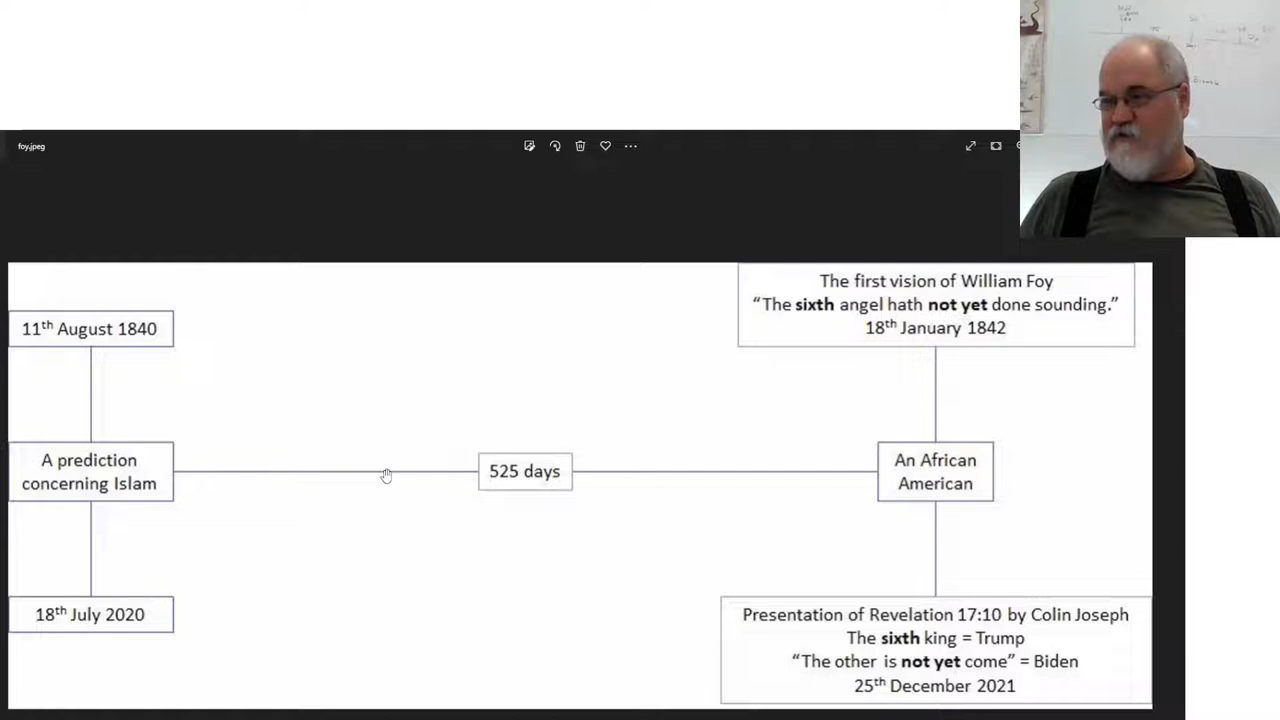 foy.jpeg
The first vision of William Foy
“The sixth angel hath not yet done sounding.”
18th January 1842
11th August 1840
A prediction
concerning Islam
525 days
An African
American
18th July 2020
Presentation of Revelation 17:10 by Colin Joseph
The sixth king = Trump
“The other is not yet come” = Biden
25th December 2021